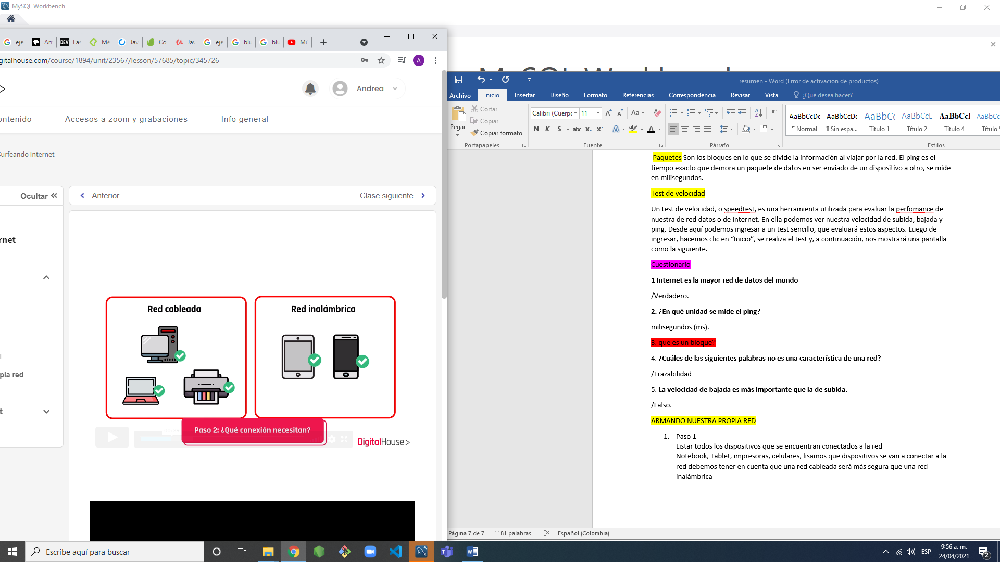 MySQL Workbench
eje
Arr
DEV
Las
Me
Jav
Co
Jav
eje
blu
blu
Mu
gitalhouse.com/course/1894/unit/23567/lesson/57685/topic/345726
A
Andrea
ontenido
Accesos a zoom y grabaciones
Info general
Surfeando Internet
Ocultar
Anterior
Clase siguiente
rnet
t
pia red
t
Red cableada
Red inalámbrica
Paso 2: ¿Qué conexión necesitan?
DigitalHouse>
MySQL Workbench
resumen - Word (Error de activación de productos)
Archivo
Inicio
Insertar
Diseño
Formato
Referencias
Correspondencia
Revisar
Vista
¿Qué desea hacer?
Pegar
Cortar
Copiar
Copiar formato
Portapapeles
Calibri (Cuerpo
11
Aa
N K S abc x₂ x²
Fuente
Párrafo
AaBbCcDc
¶ Normal
AaBbCcDc
¶ Sin espa...
AaBbCc
Título 1
AaBbCcD
Título 2
AaBbCcl
Título 4
AaBbCcD
Título 5
Estilos
Paquetes Son los bloques en lo que se divide la información al viajar por la red. El ping es el
tiempo exacto que demora un paquete de datos en ser enviado de un dispositivo a otro, se mide
en milisegundos.
Test de velocidad
Un test de velocidad, o speedtest, es una herramienta utilizada para evaluar la perfomance de
nuestra de red datos o de Internet. En ella podemos ver nuestra velocidad de subida, bajada y
ping. Desde aquí podemos ingresar a un test sencillo, que evaluará estos aspectos. Luego de
ingresar, hacemos clic en “Inicio”, se realiza el test y, a continuación, nos mostrará una pantalla
como la siguiente.
Cuestionario
1 Internet es la mayor red de datos del mundo
/Verdadero.
2. ¿En qué unidad se mide el ping?
milisegundos (ms).
3. que es un bloque?
4. ¿Cuáles de las siguientes palabras no es una característica de una red?
/Trazabilidad
5. La velocidad de bajada es más importante que la de subida.
/Falso.
ARMANDO NUESTRA PROPIA RED
1. Paso 1
Listar todos los dispositivos que se encuentran conectados a la red
Notebook, Tablet, impresoras, celulares, lisamos que dispositivos se van a conectar a la
red debemos tener en cuenta que una red cableada será más segura que una red
inalámbrica
Página 7 de 7
1181 palabras
Español (Colombia)
Escribe aquí para buscar
ESP
9:56 a. m.
24/04/2021
2